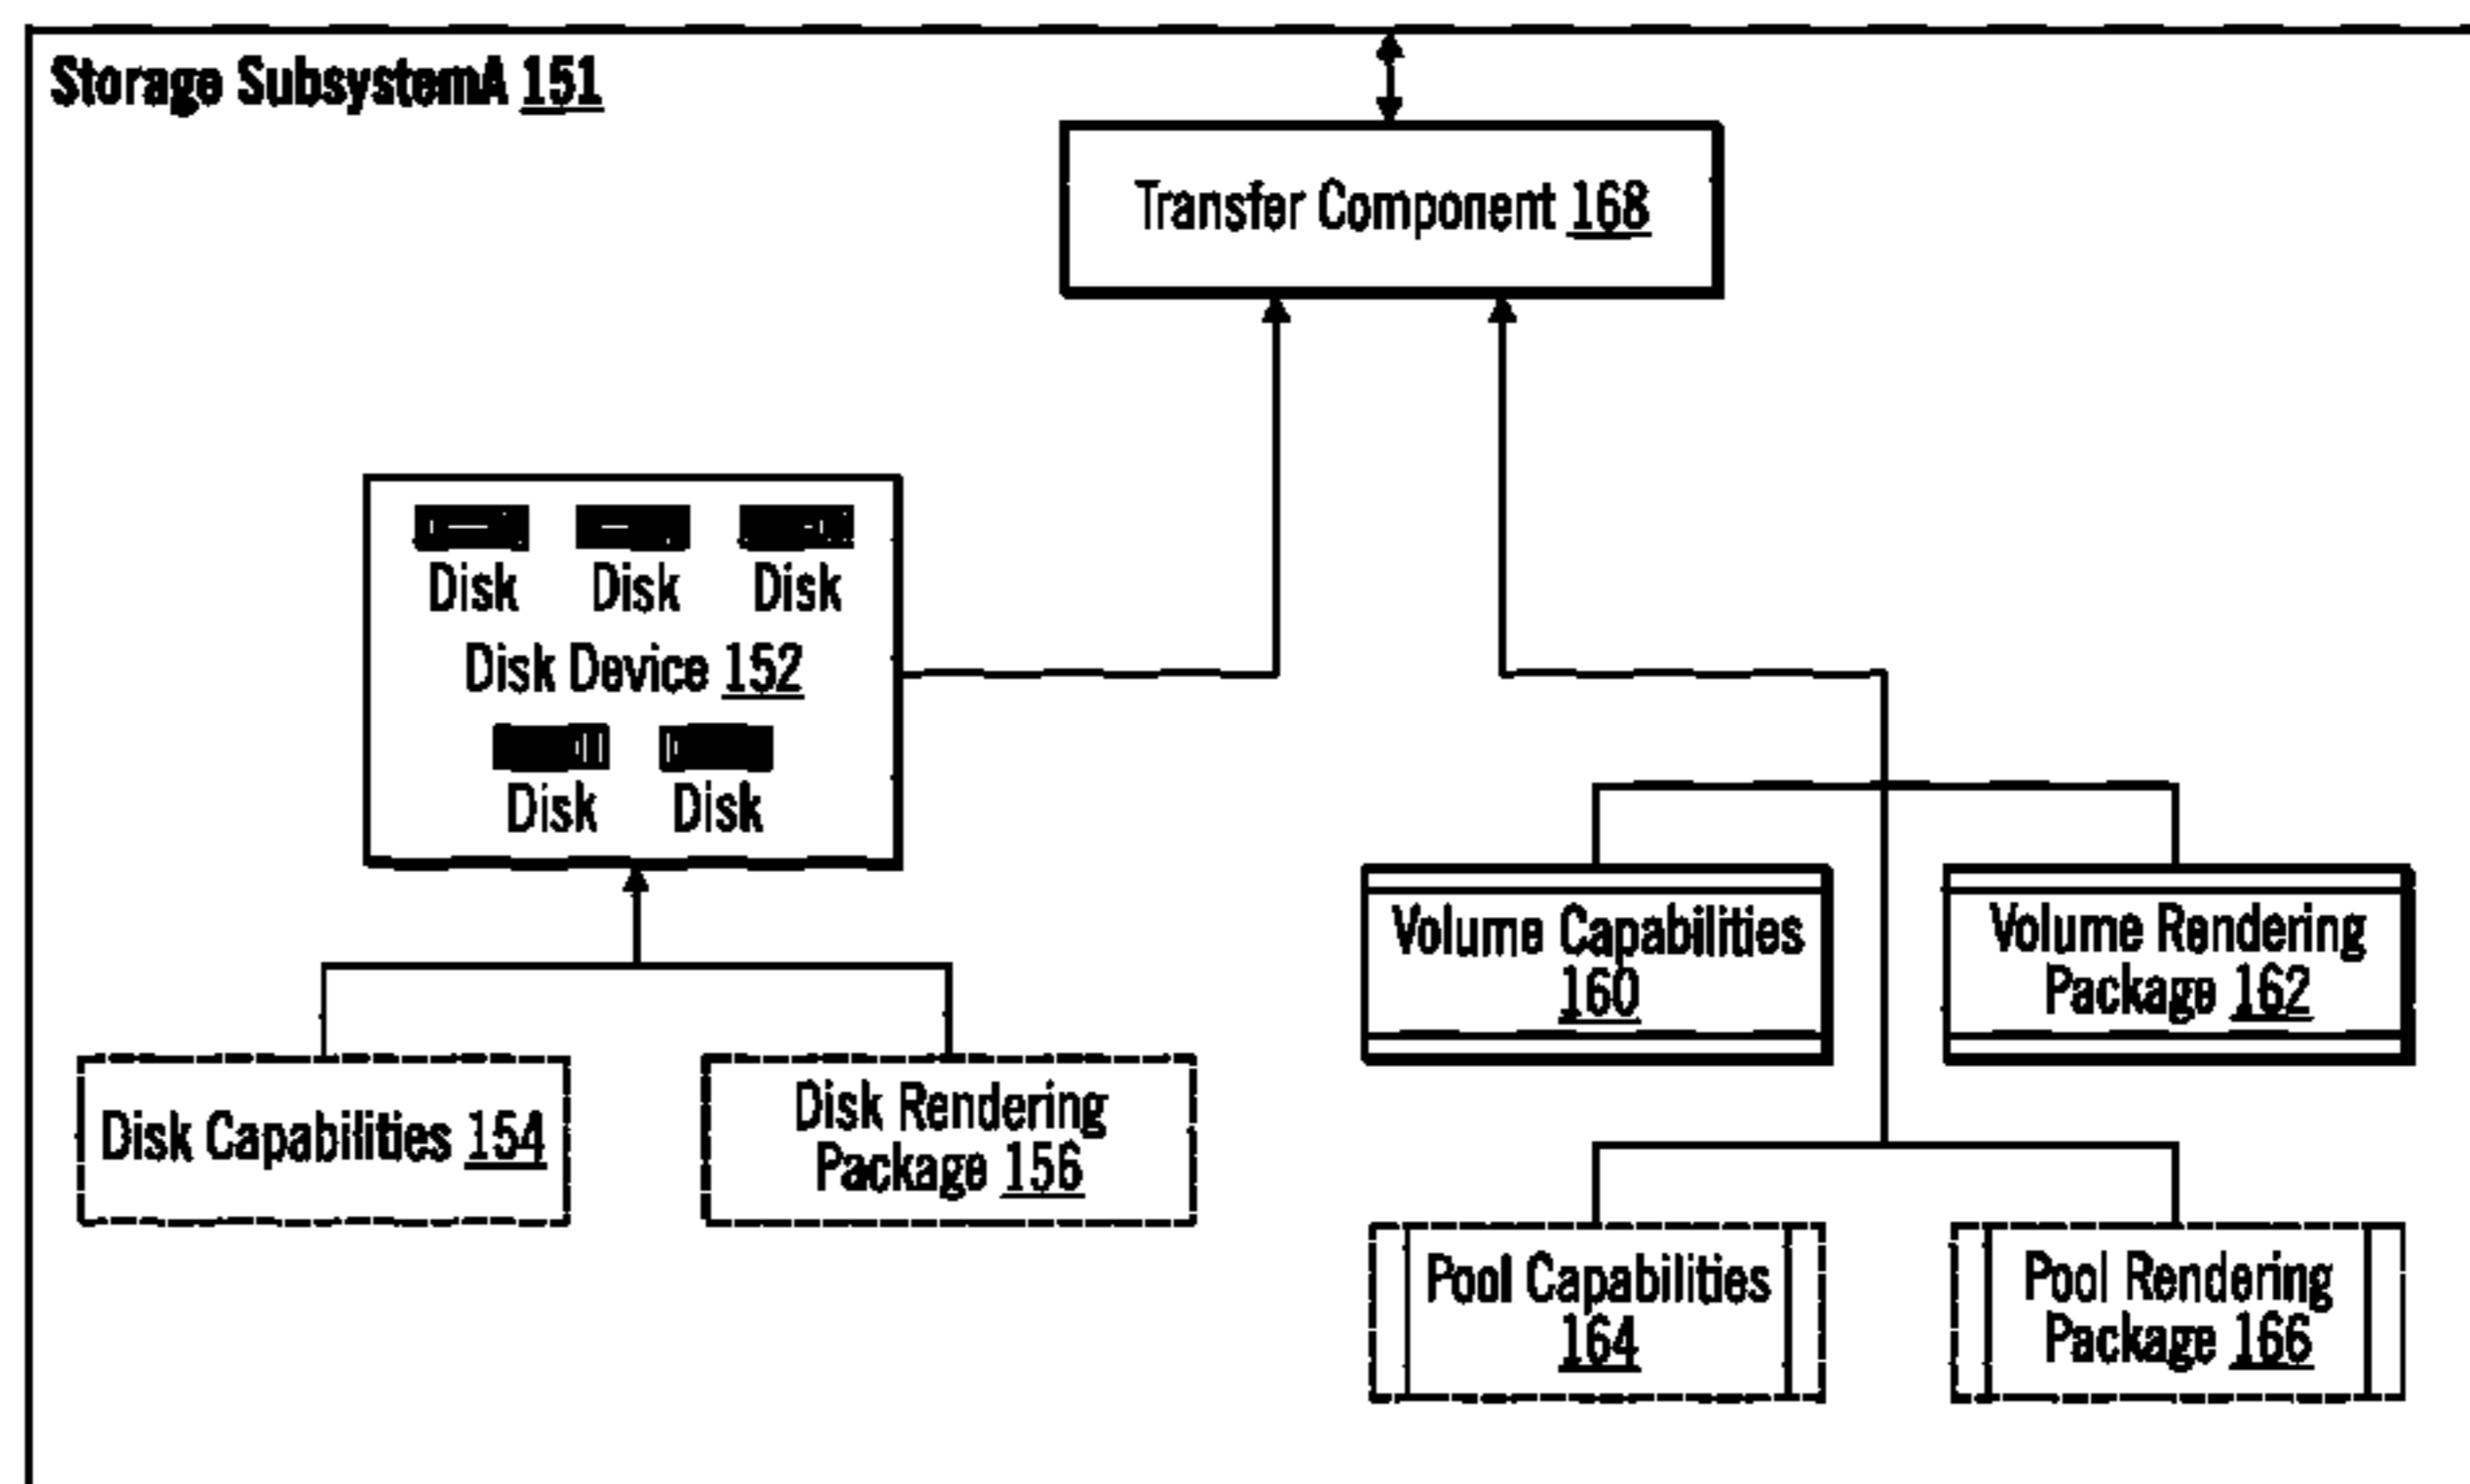 Storage SubsystemA 151
Transfer Component 168
Disk Disk Disk
Disk Device 152
Disk Disk
Volume Capabilities
160
Volume Rendering
Package 162
Disk Capabilities 154
Disk Rendering
Package 156
Pool Capabilities
164
Pool Rendering
Package 166